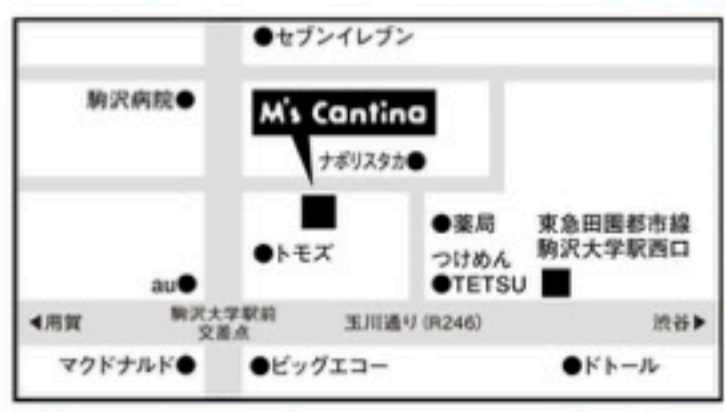 ●セブンイレブン
駒沢病院●
M's Cantina
ナポリスタカ●
●薬局
東急田園都市線
駒沢大学駅西口
●トモズ
つけめん
●TETSU
au●
◀用賀
駒沢大学駅前
交差点
玉川通り(R246)
渋谷▶
マクドナルド●
●ビッグエコー
●ドトール